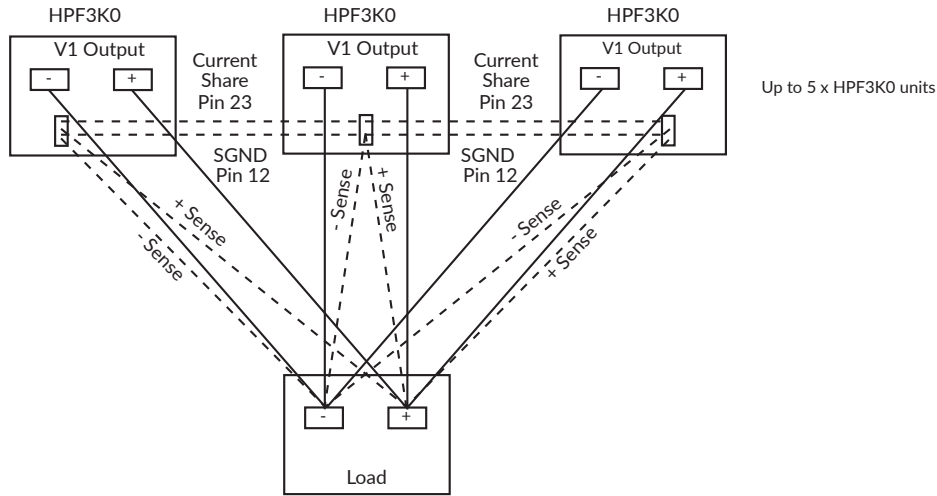 HPF3K0
HPF3K0
HPF3K0
V1 Output
-
+
V1 Output
-
+
V1 Output
-
+
Current
Share
Pin 23
Current
Share
Pin 23
Up to 5 x HPF3K0 units
SGND
Pin 12
SGND
Pin 12
+ Sense
- Sense
- Sense
+ Sense
- Sense
+ Sense
-
+
Load